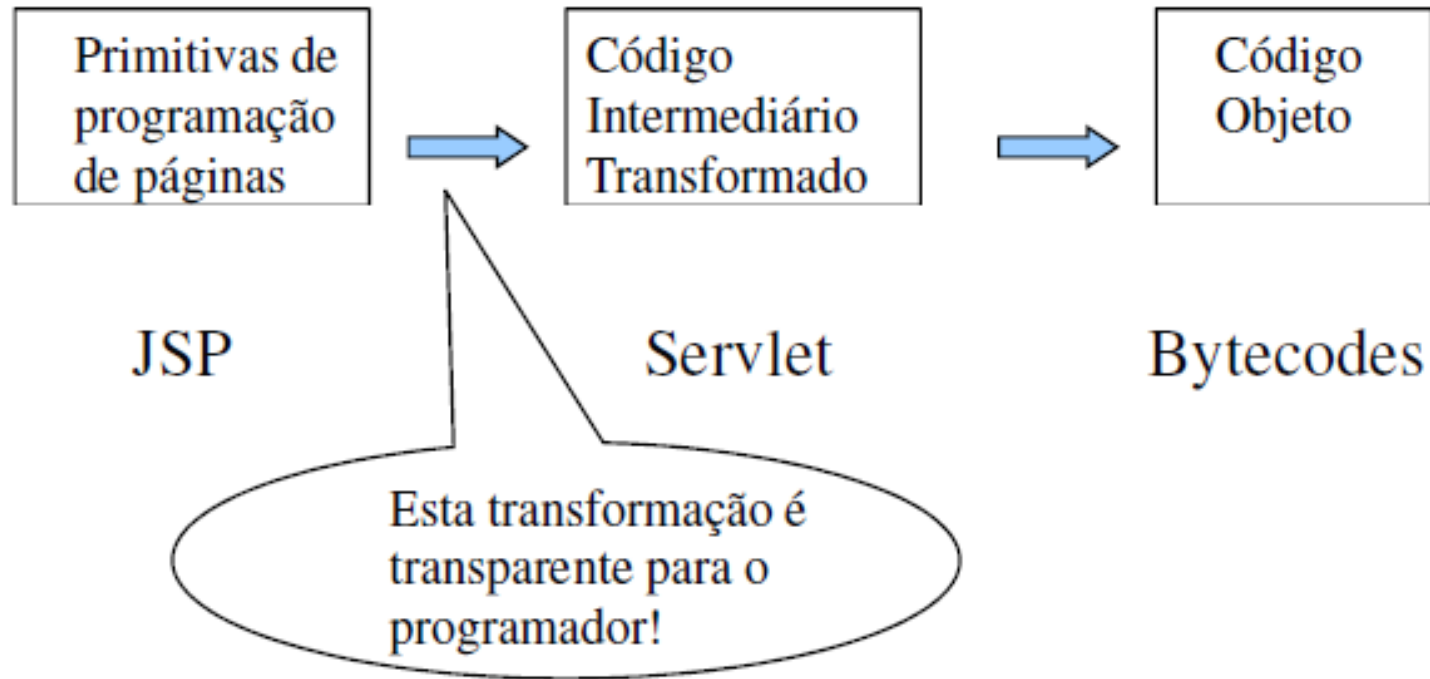 Primitivas de
programação
de páginas
Código
Intermediário
Transformado
Código
Objeto
JSP
Servlet
Bytecodes
Esta transformação é
transparente para o
programador!